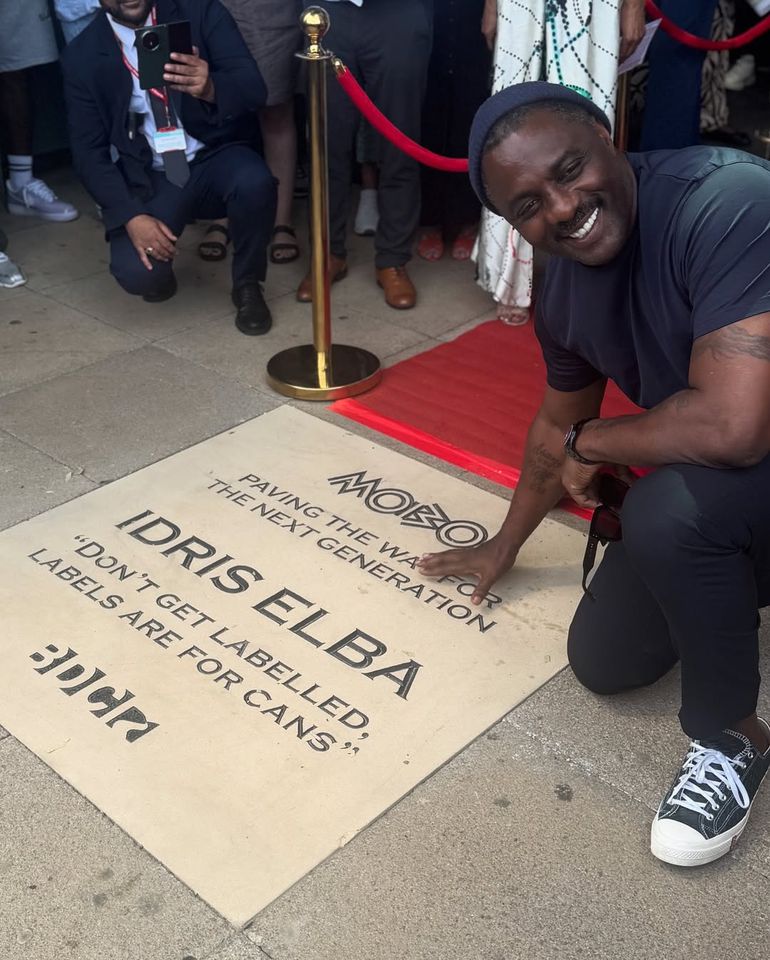 MOBO
PAVING THE WAY FOR
THE NEXT GENERATION
IDRIS ELBA
“DON’T GET LABELLED,
LABELS ARE FOR CANS”